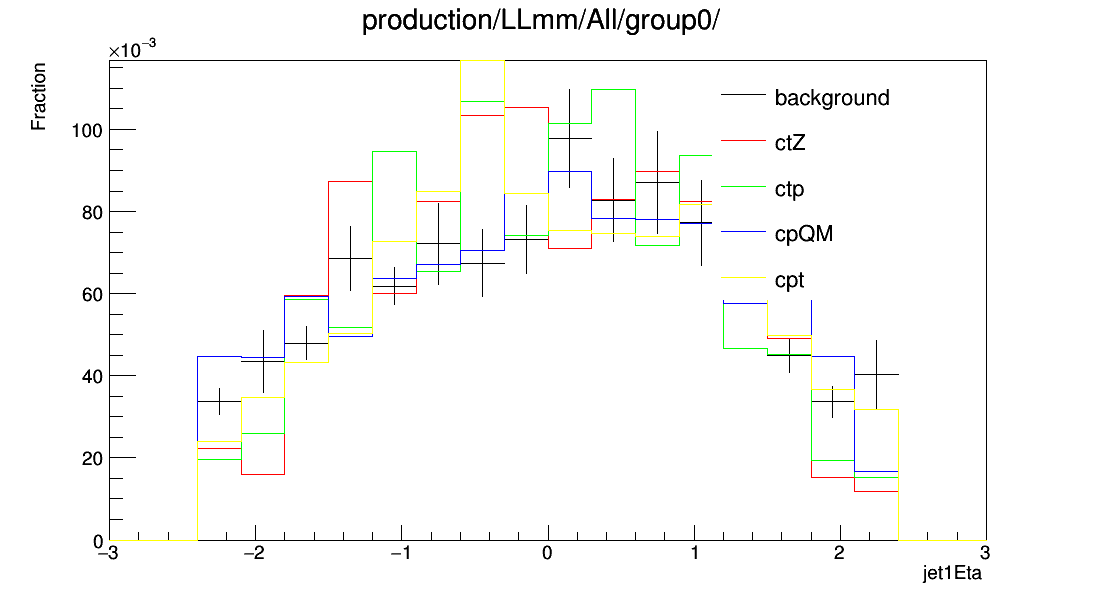 production/LLmm/All/group0/
×10⁻³
Fraction
100
80
60
40
20
0
background
ctZ
ctp
cpQM
cpt
−3 −2 −1 0 1 2 3
jet1Eta